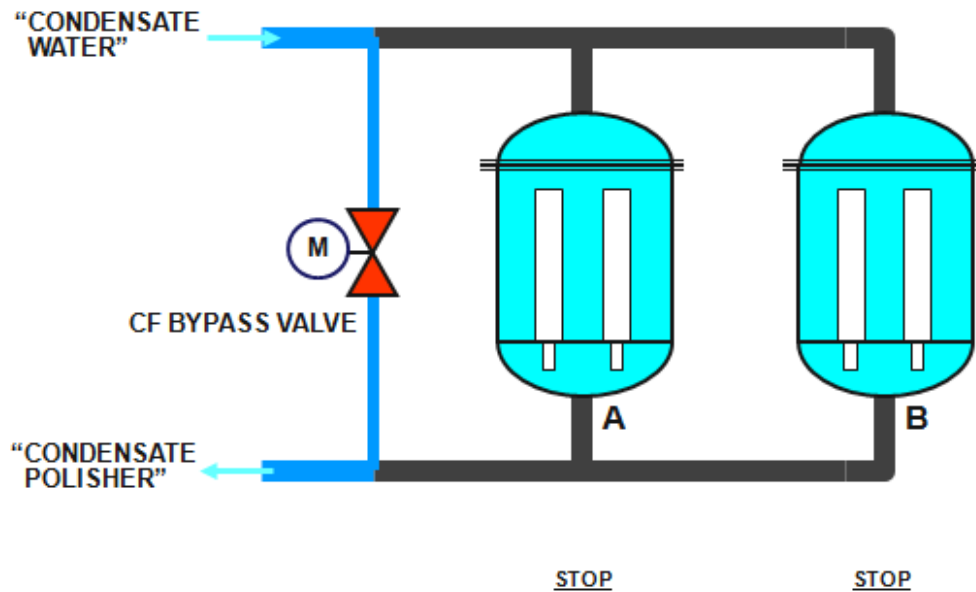 “CONDENSATE
WATER”
M
CF BYPASS VALVE
A
B
“CONDENSATE
POLISHER”
STOP
STOP